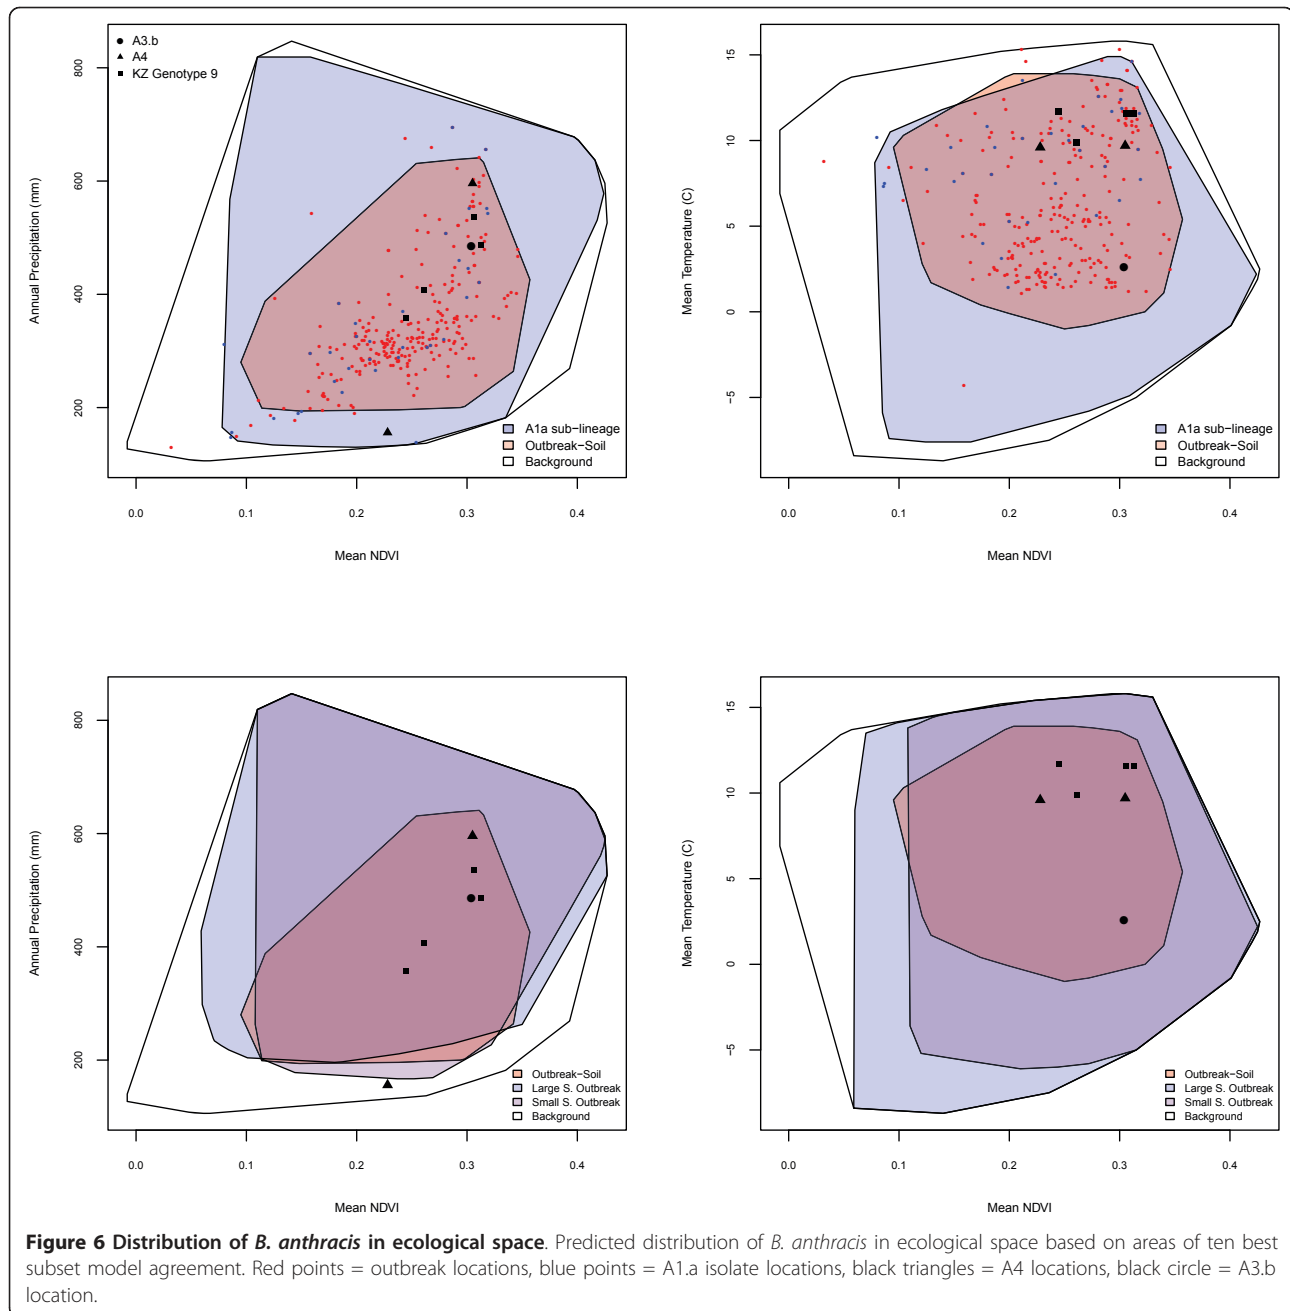 A3.b
A4
KZ Genotype 9
Annual Precipitation (mm)
800
600
400
200
A1a sub−lineage
Outbreak−Soil
Background
0.0 0.1 0.2 0.3 0.4
Mean NDVI
Mean Temperature (C)
15
10
5
0
−5
A1a sub−lineage
Outbreak−Soil
Background
0.0 0.1 0.2 0.3 0.4
Mean NDVI
Annual Precipitation (mm)
800
600
400
200
Outbreak−Soil
Large S. Outbreak
Small S. Outbreak
Background
0.0 0.1 0.2 0.3 0.4
Mean NDVI
Mean Temperature (C)
15
10
5
0
−5
Outbreak−Soil
Large S. Outbreak
Small S. Outbreak
Background
0.0 0.1 0.2 0.3 0.4
Mean NDVI
Figure 6 Distribution of B. anthracis in ecological space. Predicted distribution of B. anthracis in ecological space based on areas of ten best
subset model agreement. Red points = outbreak locations, blue points = A1.a isolate locations, black triangles = A4 locations, black circle = A3.b
location.